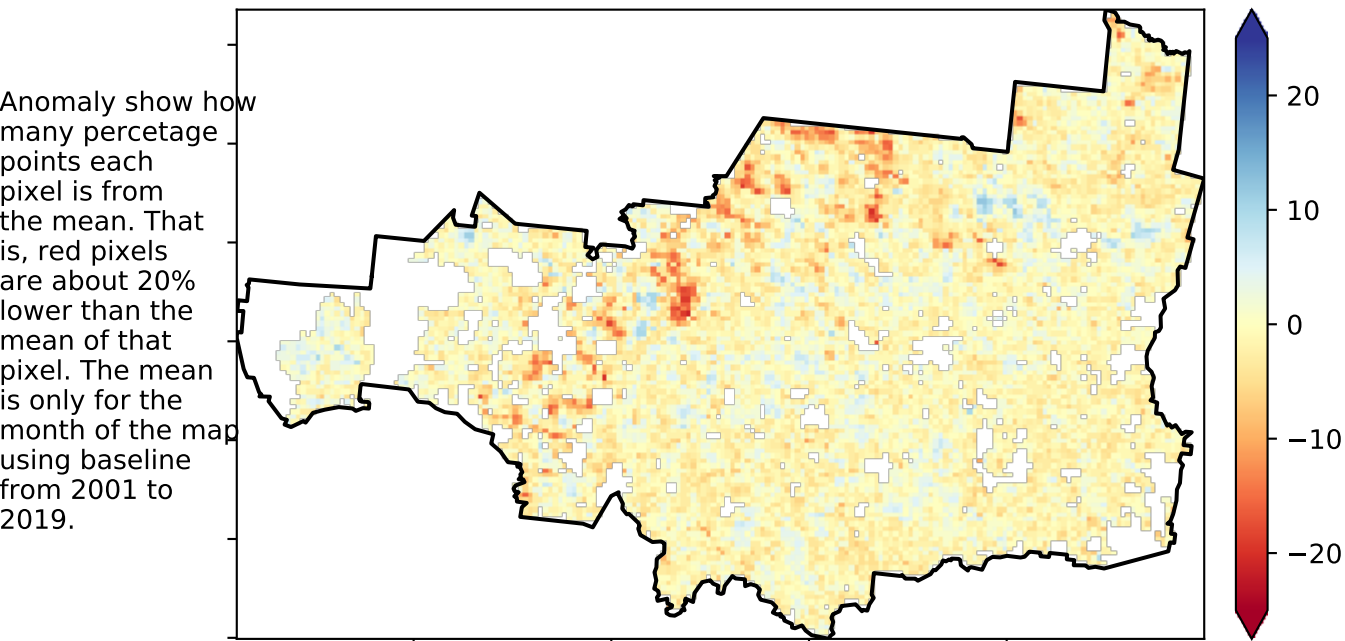 Anomaly show how
many percetage
points each
pixel is from
the mean. That
is, red pixels
are about 20%
lower than the
mean of that
pixel. The mean
is only for the
month of the map
using baseline
from 2001 to
2019.
20
10
0
−10
−20